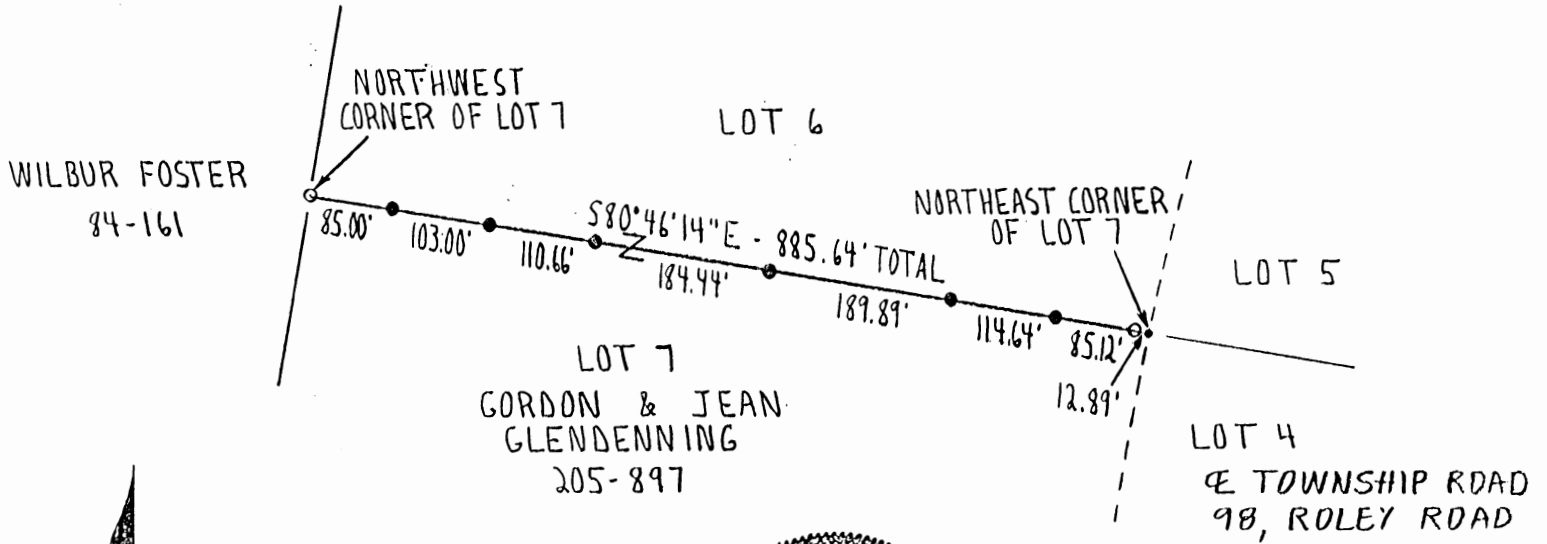 NORTHWEST
CORNER OF LOT 7
LOT 6
WILBUR FOSTER
84-161
NORTHEAST CORNER
OF LOT 7
LOT 5
S80°46'14"E - 885.64' TOTAL
85.00'
103.00'
110.66'
184.44'
189.89'
114.64'
85.12'
12.89'
LOT 7
GORDON & JEAN
GLENDENNING
205-897
LOT 4
℄ TOWNSHIP ROAD
98, ROLEY ROAD